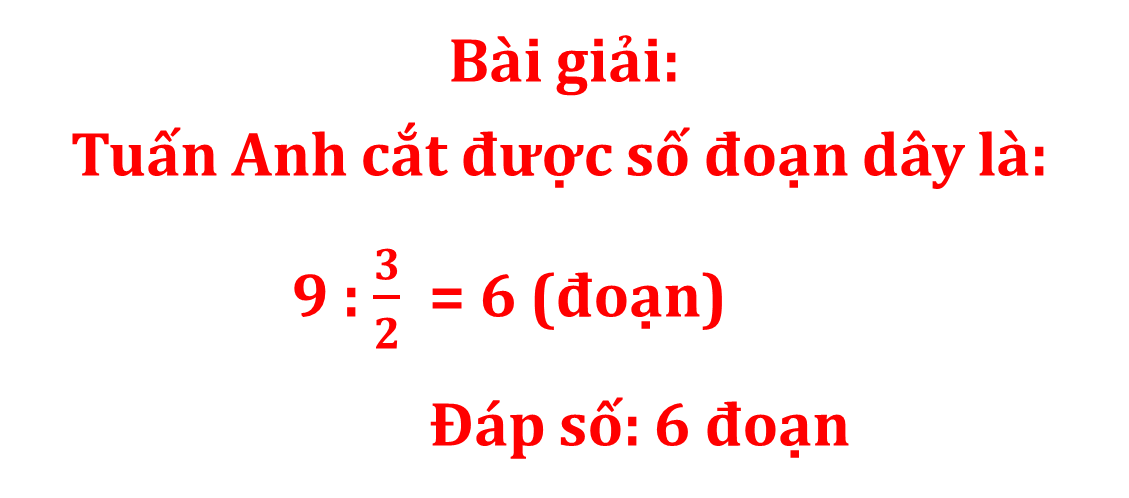 Bài giải:
Tuấn Anh cắt được số đoạn dây là:
9 : 3/2 = 6 (đoạn)
Đáp số: 6 đoạn